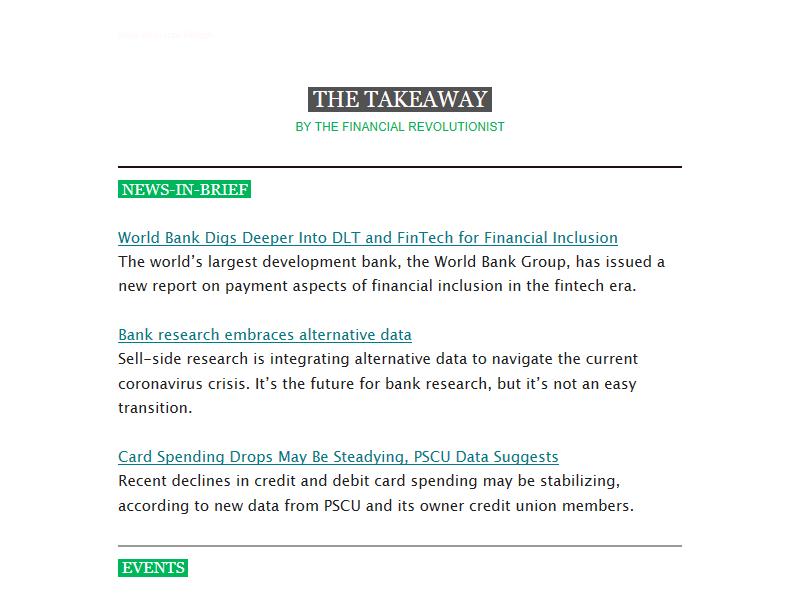 THE TAKEAWAY
BY THE FINANCIAL REVOLUTIONIST
NEWS-IN-BRIEF
World Bank Digs Deeper Into DLT and FinTech for Financial Inclusion
The world’s largest development bank, the World Bank Group, has issued a
new report on payment aspects of financial inclusion in the fintech era.
Bank research embraces alternative data
Sell-side research is integrating alternative data to navigate the current
coronavirus crisis. It’s the future for bank research, but it’s not an easy
transition.
Card Spending Drops May Be Steadying, PSCU Data Suggests
Recent declines in credit and debit card spending may be stabilizing,
according to new data from PSCU and its owner credit union members.
EVENTS